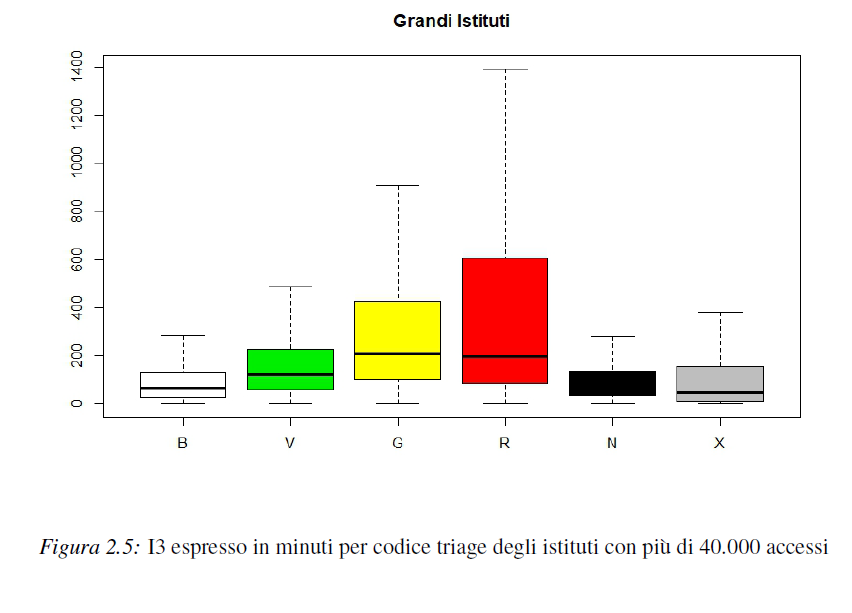 Grandi Istituti
1400
1200
1000
800
600
400
200
0
B V G R N X
Figura 2.5: I3 espresso in minuti per codice triage degli istituti con più di 40.000 accessi